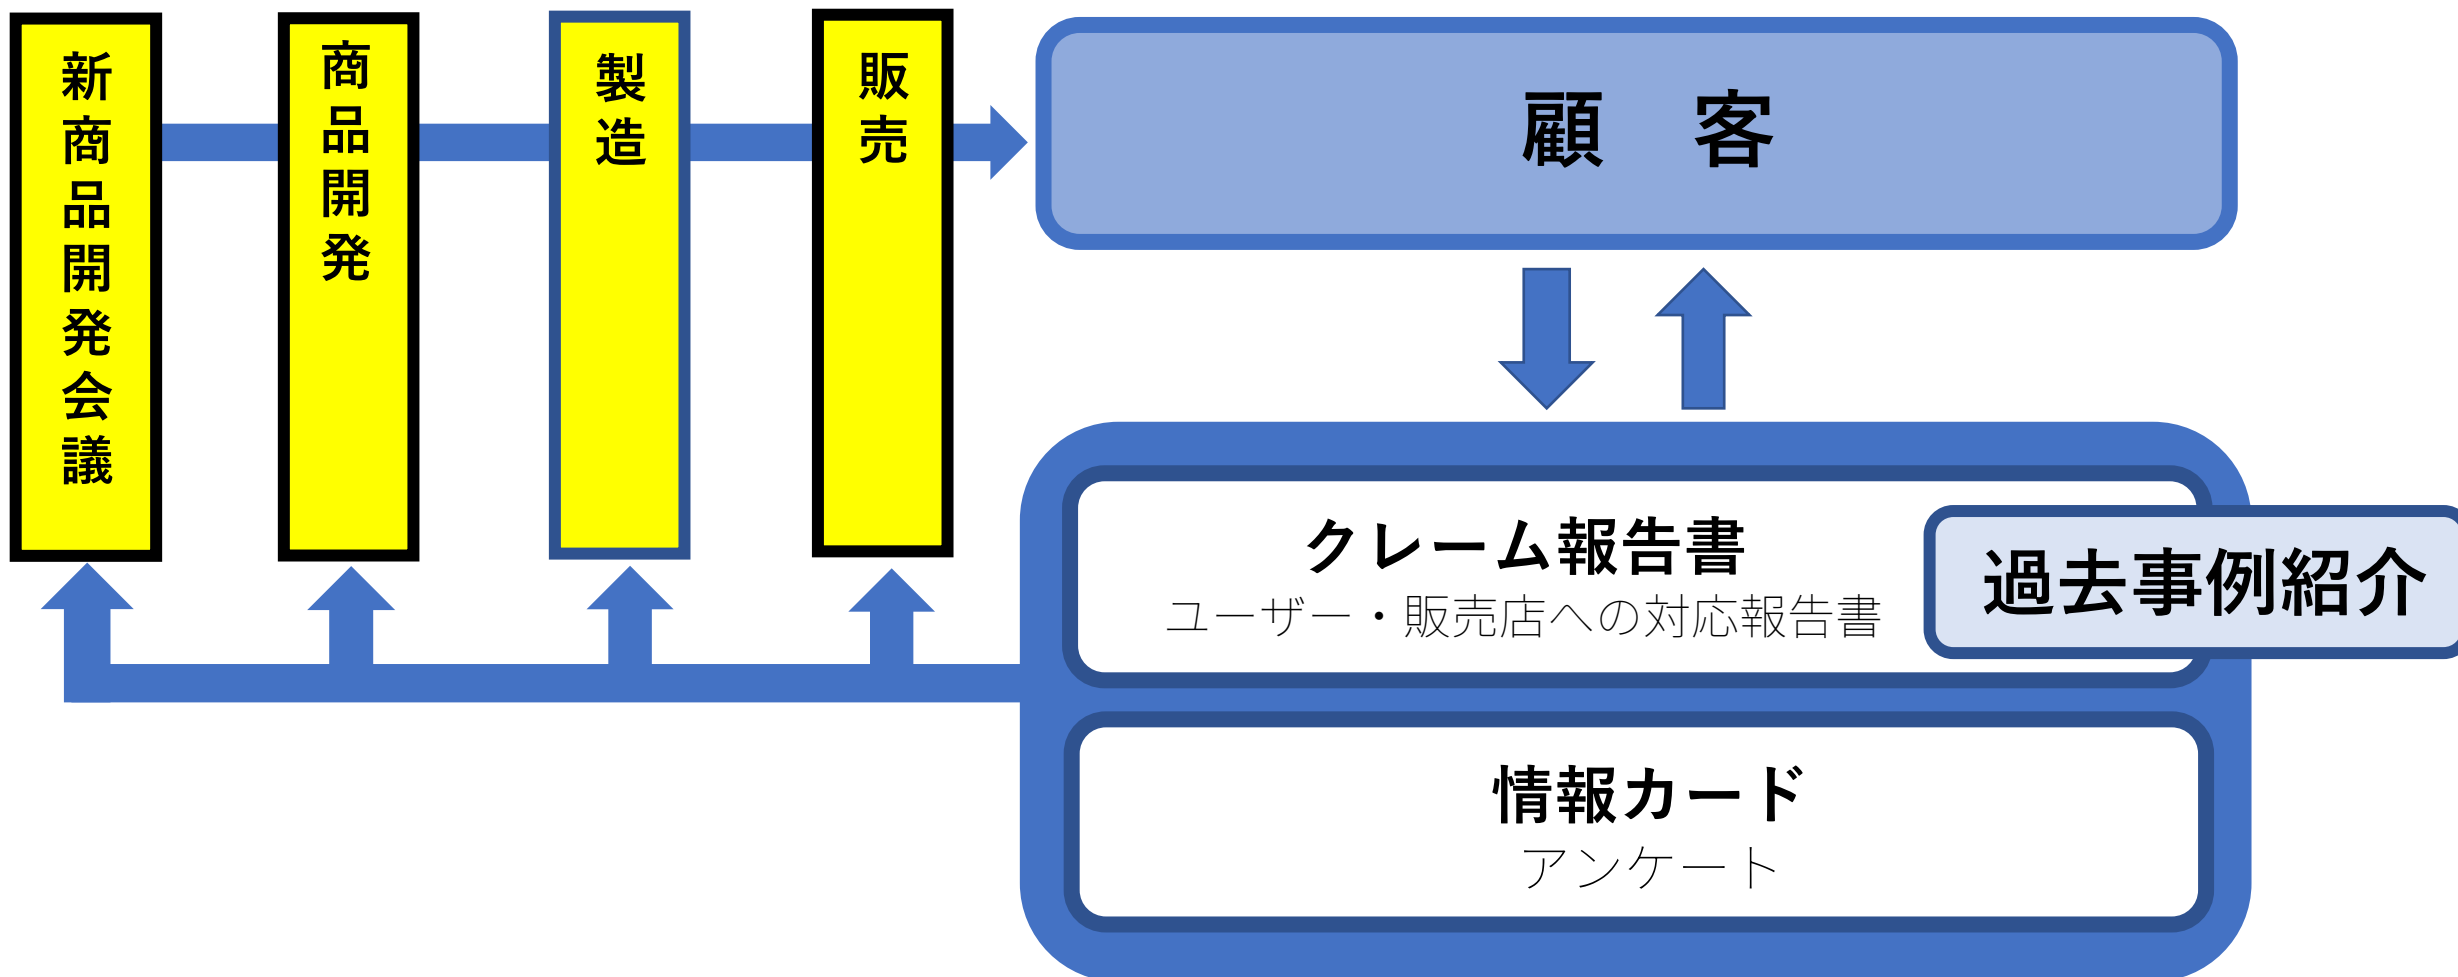 新商品開発会議
商品開発
製造
販売
顧　客
クレーム報告書
ユーザー・販売店への対応報告書
過去事例紹介
情報カード
アンケート